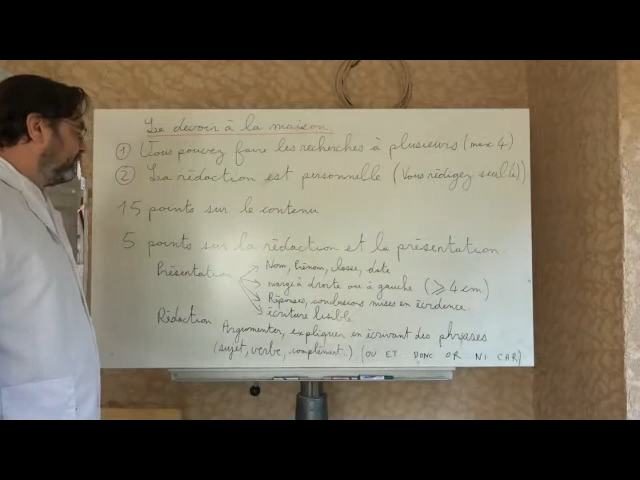 Le devoir à la maison.
① Vous pouvez faire les recherches à plusieurs (max 4)
② La rédaction est personnelle (Vous rédigez seul(e))
15 points sur le contenu
5 points sur la rédaction et la présentation.
Présentation → Nom, Prénom, classe, date
→ marge à droite ou à gauche (⩾ 4 cm)
→ Réponses, conclusions mises en évidence.
→ écriture lisible
Rédaction Argumenter, expliquer en écrivant des phrases
(sujet, verbe, complément..) (OU ET DONC OR NI CAR)